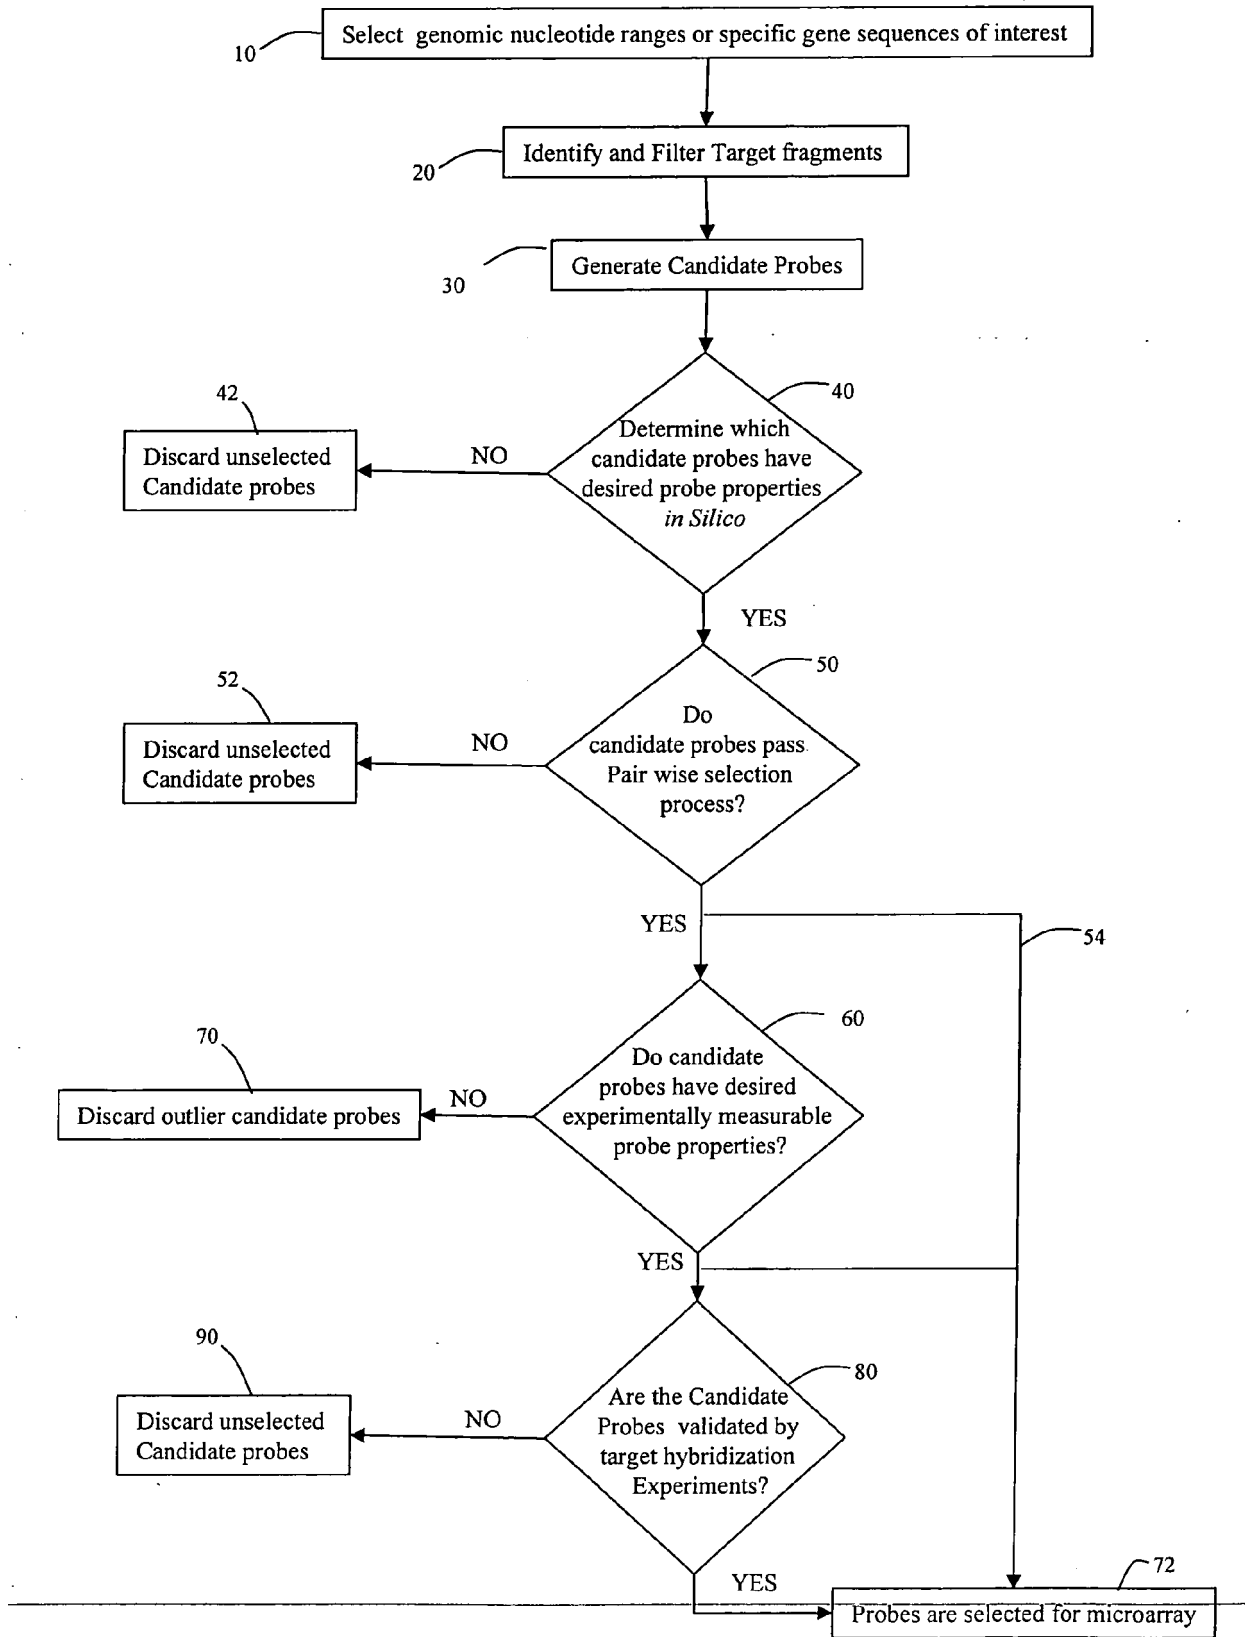 Select genomic nucleotide ranges or specific gene sequences of interest
10
Identify and Filter Target fragments
20
Generate Candidate Probes
30
40
42
Determine which
candidate probes have
desired probe properties
in Silico
NO
Discard unselected
Candidate probes
YES
50
52
Do
candidate probes pass
Pair wise selection
process?
NO
Discard unselected
Candidate probes
YES
54
60
70
Do candidate
probes have desired
experimentally measurable
probe properties?
NO
Discard outlier candidate probes
YES
80
90
Are the Candidate
Probes validated by
target hybridization
Experiments?
NO
Discard unselected
Candidate probes
YES
72
Probes are selected for microarray